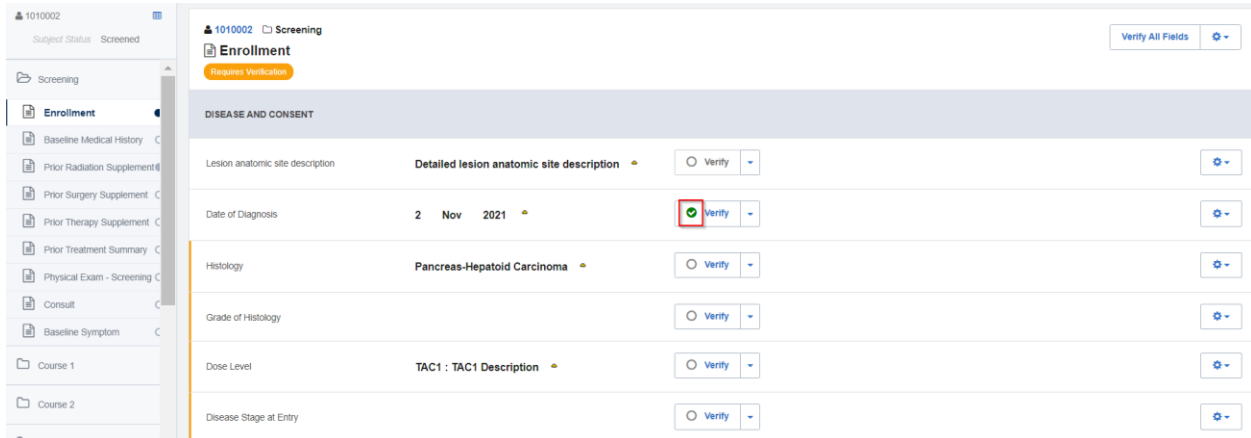 1010002
Subject Status Screened
Screening
Enrollment
Baseline Medical History
Prior Radiation Supplement
Prior Surgery Supplement
Prior Therapy Supplement
Prior Treatment Summary
Physical Exam - Screening
Consult
Baseline Symptom
Course 1
Course 2
1010002 Screening
Enrollment
Requires Verification
Verify All Fields
DISEASE AND CONSENT
Lesion anatomic site description Detailed lesion anatomic site description Verify
Date of Diagnosis 2 Nov 2021 Verify
Histology Pancreas-Hepatoid Carcinoma Verify
Grade of Histology Verify
Dose Level TAC1 : TAC1 Description Verify
Disease Stage at Entry Verify